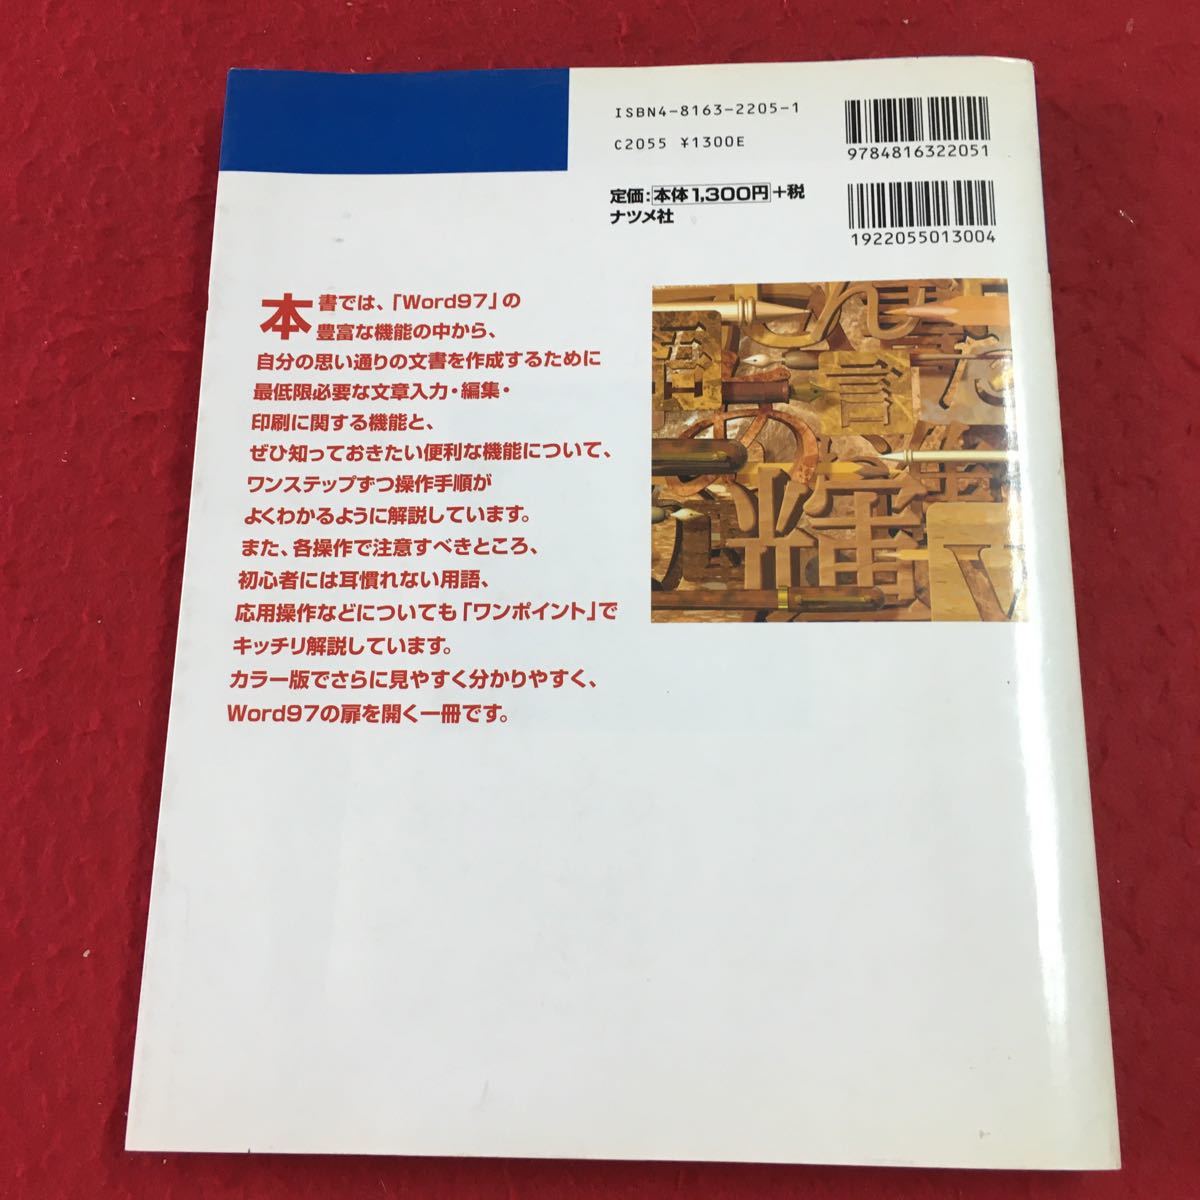 ISBN4-8163-2205-1
C2055 ¥1300E
9784816322051
定価:本体1,300円+税
ナツメ社
1922055013004
本書では、「Word97」の
豊富な機能の中から、
自分の思い通りの文書を作成するために
最低限必要な文章入力・編集・
印刷に関する機能と、
ぜひ知っておきたい便利な機能について、
ワンステップずつ操作手順が
よくわかるように解説しています。
また、各操作で注意すべきところ、
初心者には耳慣れない用語、
応用操作などについても「ワンポイント」で
キッチリ解説しています。
カラー版でさらに見やすく分かりやすく、
Word97の扉を開く一冊です。
信
の
輝